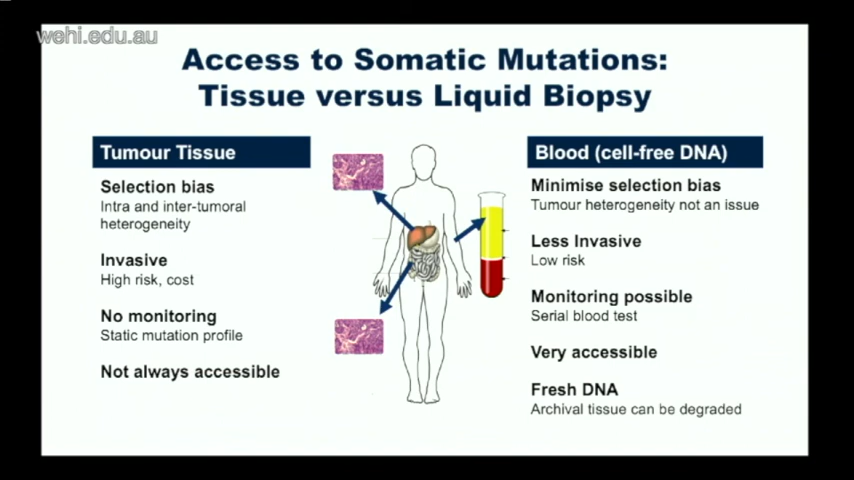 wehi.edu.au
Access to Somatic Mutations:
Tissue versus Liquid Biopsy
Tumour Tissue
Selection bias
Intra and inter-tumoral
heterogeneity
Invasive
High risk, cost
No monitoring
Static mutation profile
Not always accessible
Blood (cell-free DNA)
Minimise selection bias
Tumour heterogeneity not an issue
Less Invasive
Low risk
Monitoring possible
Serial blood test
Very accessible
Fresh DNA
Archival tissue can be degraded